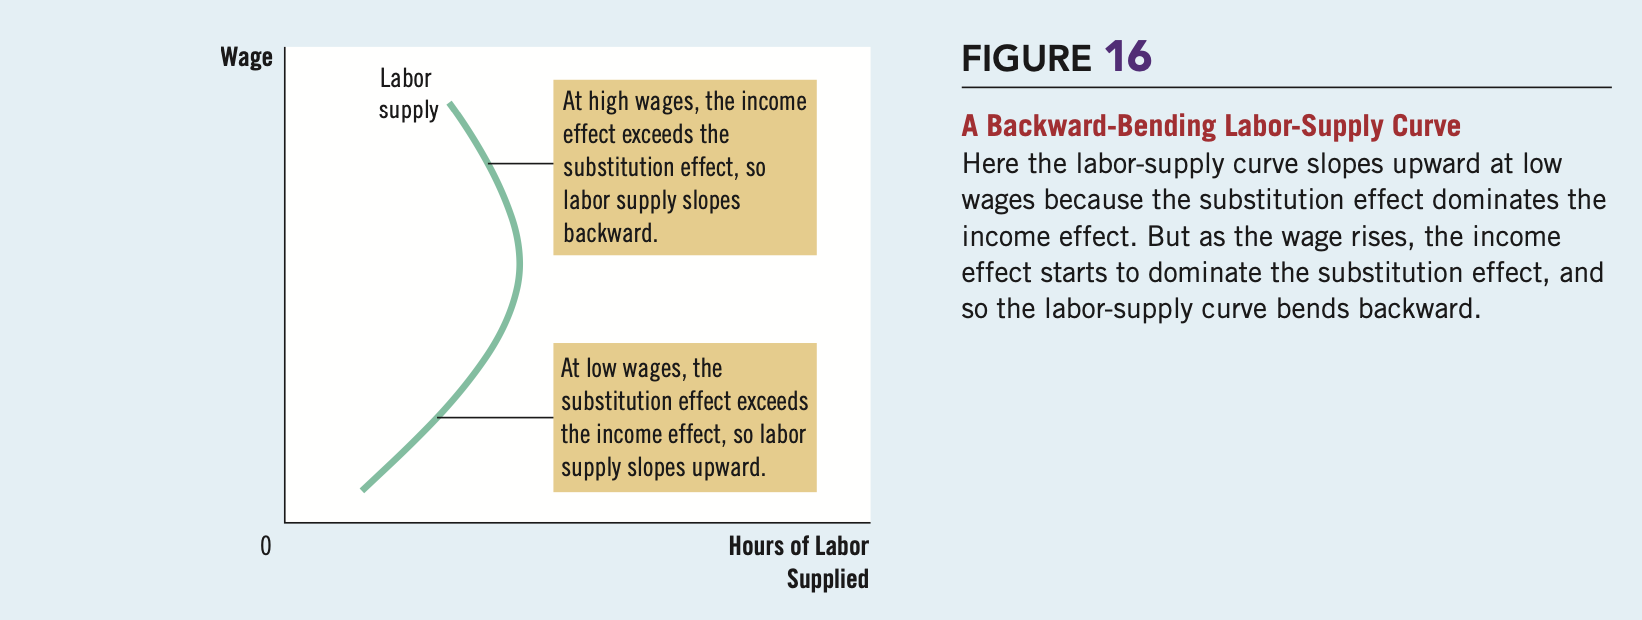 Wage
Labor
supply
At high wages, the income
effect exceeds the
substitution effect, so
labor supply slopes
backward.
At low wages, the
substitution effect exceeds
the income effect, so labor
supply slopes upward.
0
Hours of Labor
Supplied
FIGURE 16
A Backward-Bending Labor-Supply Curve
Here the labor-supply curve slopes upward at low
wages because the substitution effect dominates the
income effect. But as the wage rises, the income
effect starts to dominate the substitution effect, and
so the labor-supply curve bends backward.